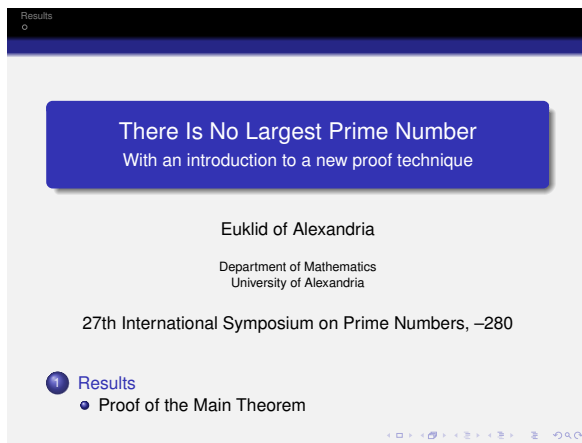 Results
There Is No Largest Prime Number
With an introduction to a new proof technique
Euklid of Alexandria
Department of Mathematics
University of Alexandria
27th International Symposium on Prime Numbers, –280
1 Results
Proof of the Main Theorem